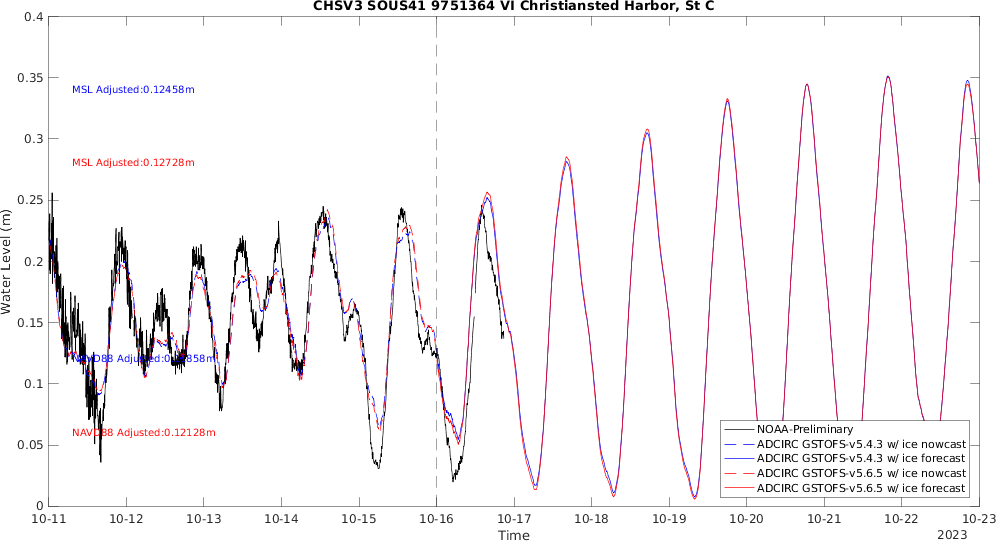 CHSV3 SOUS41 9751364 VI Christiansted Harbor, St C
0.4
0.35
0.3
0.25
0.2
0.15
0.1
0.05
0
Water Level (m)
MSL Adjusted:0.12458m
MSL Adjusted:0.12728m
NAVD88 Adjusted:0.11858m
NAVD88 Adjusted:0.12128m
NOAA-Preliminary
ADCIRC GSTOFS-v5.4.3 w/ ice nowcast
ADCIRC GSTOFS-v5.4.3 w/ ice forecast
ADCIRC GSTOFS-v5.6.5 w/ ice nowcast
ADCIRC GSTOFS-v5.6.5 w/ ice forecast
10-11 10-12 10-13 10-14 10-15 10-16 10-17 10-18 10-19 10-20 10-21 10-22 10-23
Time
2023